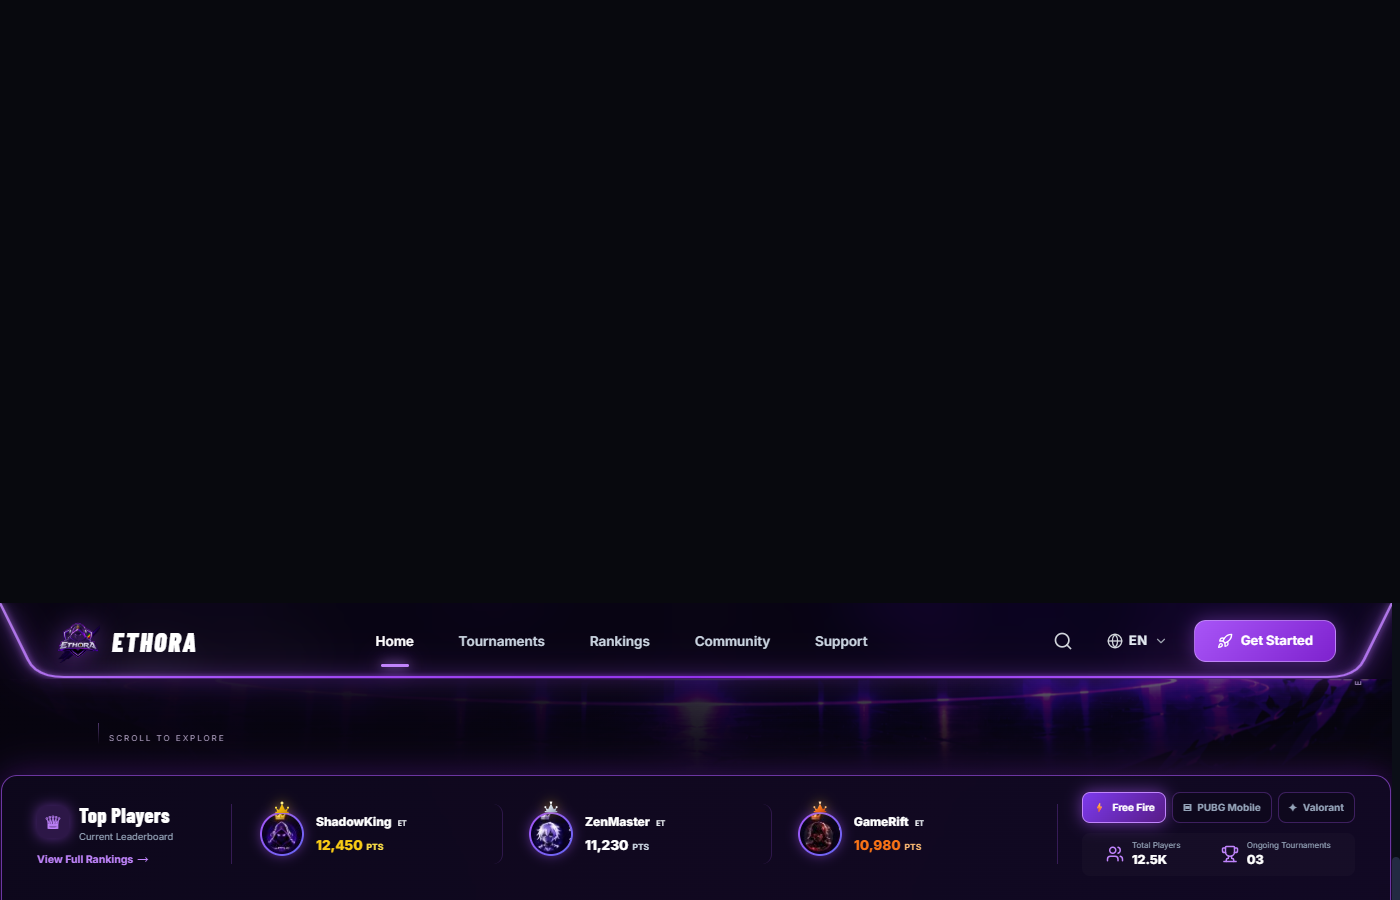 ETHORA
ETHORA
Home
Tournaments
Rankings
Community
Support
EN
Get Started
SCROLL TO EXPLORE
Top Players
Current Leaderboard
View Full Rankings →
ShadowKing ET
12,450 PTS
ZenMaster ET
11,230 PTS
GameRift ET
10,980 PTS
Free Fire
PUBG Mobile
Valorant
Total Players
12.5K
Ongoing Tournaments
03